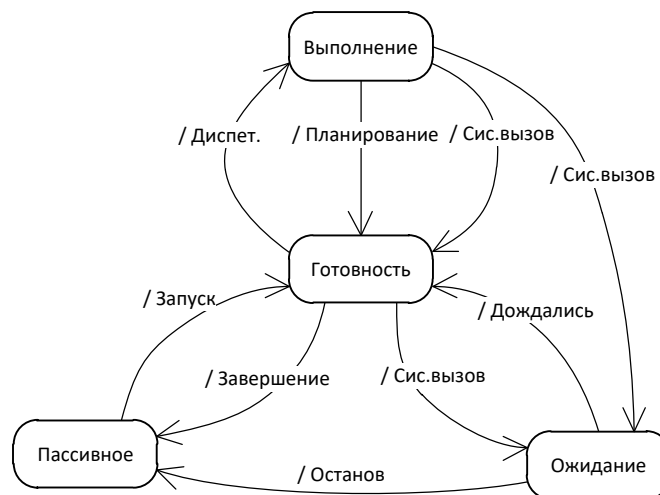 Выполнение
/ Диспет.
/ Планирование
/ Сис.вызов
/ Сис.вызов
Готовность
/ Запуск
/ Дождались
/ Завершение
/ Сис.вызов
Пассивное
Ожидание
/ Останов